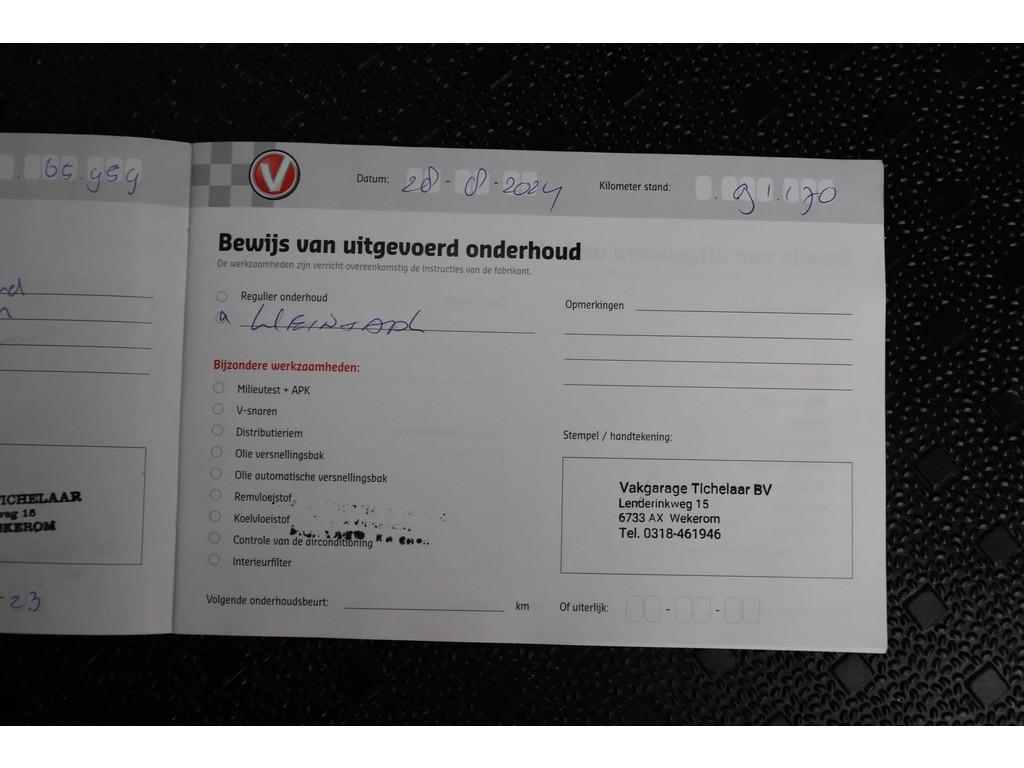 65.959
V
Datum: 28-8-2024
Kilometer stand: 91.170
Bewijs van uitgevoerd onderhoud
De werkzaamheden zijn verricht overeenkomstig de instructies van de fabrikant.
Regulier onderhoud
Opmerkingen
Bijzondere werkzaamheden:
Milieutest + APK
V-snaren
Distributieriem
Olie versnellingsbak
Olie automatische versnellingsbak
Remvloeistof
Koelvloeistof
Controle van de airconditioning
Interieurfilter
Stempel / handtekening:
Vakgarage Tichelaar BV
Lenderinkweg 15
6733 AX Wekerom
Tel. 0318-461946
TICHELAAR
weg 15
KEROM
-23
Volgende onderhoudsbeurt: km
Of uiterlijk: - -